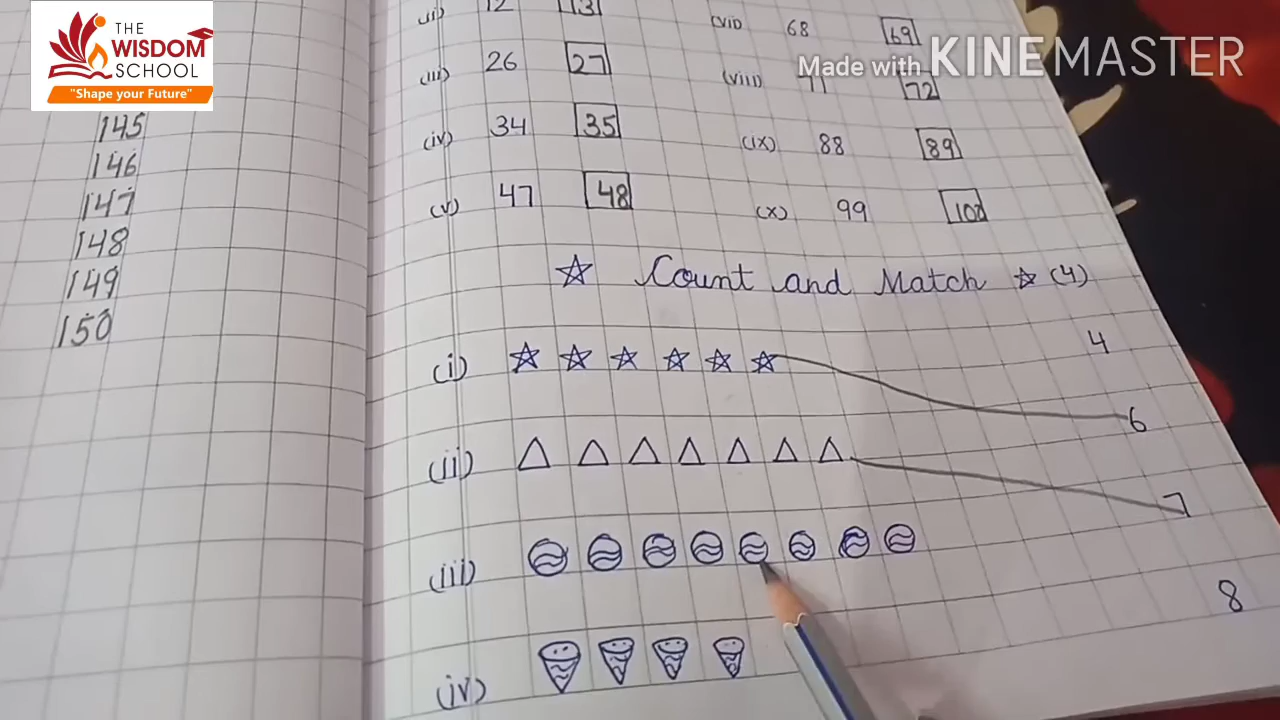 THE
WISDOM
SCHOOL
"Shape your Future"
Made with KINEMASTER
145
146
147
148
149
150
12 13
(iii) 26 27
(iv) 34 35
(v) 47 48
(vii) 68 69
(viii) 71 72
(ix) 88 89
(x) 99 100
Count and Match (4)
(i) 4
6
(ii)
7
(iii)
8
(iv)